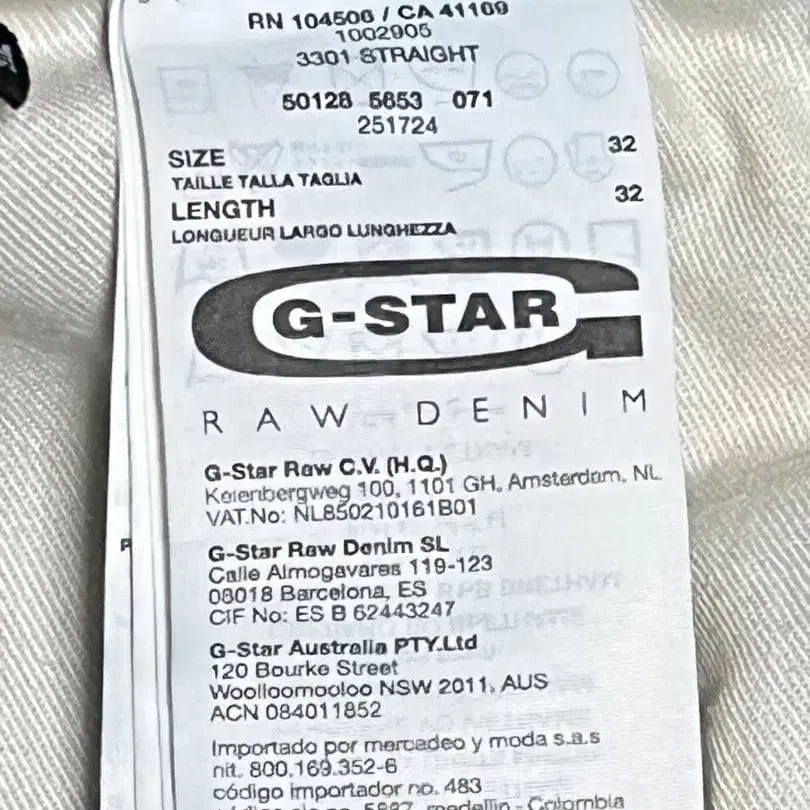 RN 104506 / CA 41169
1002905
3301 STRAIGHT
50128 5853 071
251724
SIZE 32
TAILLE TALLA TAGLIA
LENGTH 32
LONGUEUR LARGO LUNGHEZZA
G-STAR
RAW DENIM
G-Star Raw C.V. (H.Q.)
Keienbergweg 100, 1101 GH, Amsterdam, NL
VAT.No: NL850210161B01
G-Star Raw Denim SL
Calle Almogavares 119-123
08018 Barcelona, ES
CIF No: ES B 62443247
G-Star Australia PTY.Ltd
120 Bourke Street
Woolloomooloo NSW 2011, AUS
ACN 084011852
Importado por mercadeo y moda s.a.s
nit. 800.169.352-6
código importador no. 483
medellin - Colombia